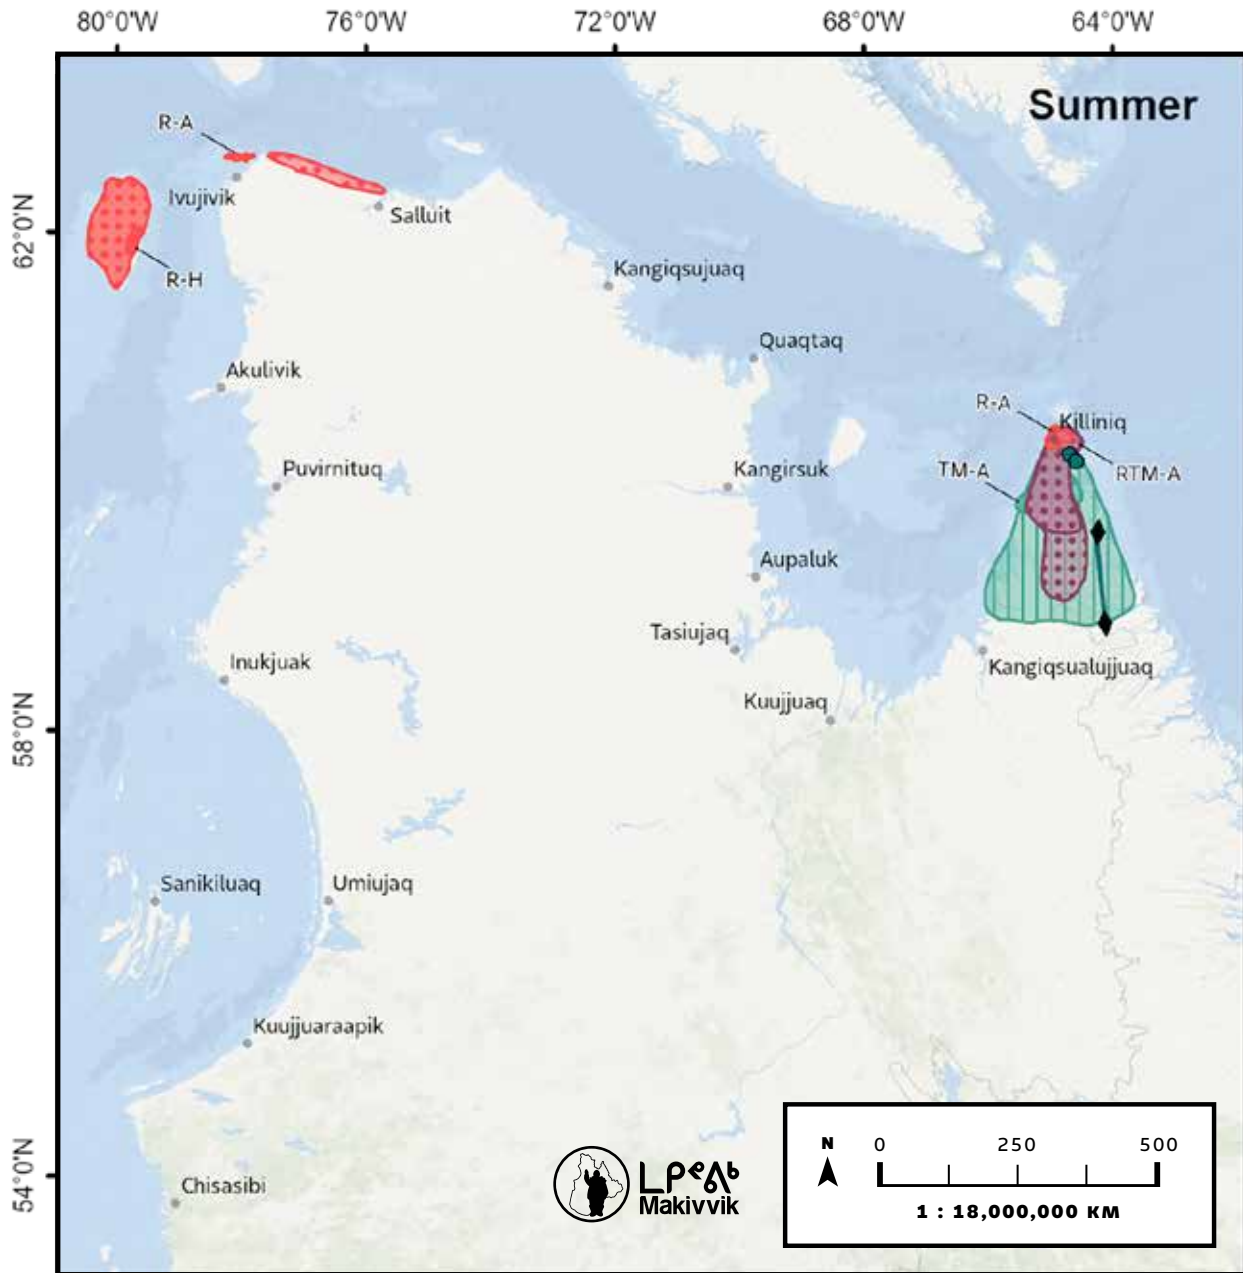 80°0'W
76°0'W
72°0'W
68°0'W
64°0'W
Summer
R-A
Ivujivik
Salluit
62°0'N
R-H
Kangiqsujuaq
Quaqtaq
Akulivik
R-A
Killiniq
Puvirnituq
Kangirsuk
TM-A
RTM-A
Aupaluk
Tasiujaq
Inukjuak
Kangiqsualujjuaq
Kuujjuaq
58°0'N
Sanikiluaq
Umiujaq
Kuujjuaraapik
54°0'N
Chisasibi
ᒪᑭᕝᕕᒃ
Makivvik
N
0
250
500
1 : 18,000,000 KM